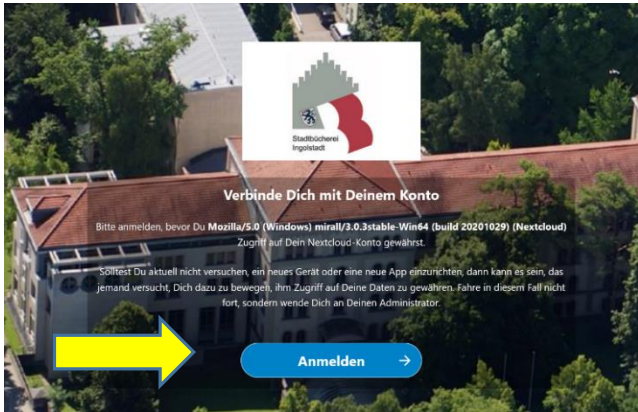 Stadtbücherei
Ingolstadt
Verbinde Dich mit Deinem Konto
Bitte anmelden, bevor Du Mozilla/5.0 (Windows) mirall/3.0.3stable-Win64 (build 20201029) (Nextcloud)
Zugriff auf Dein Nextcloud-Konto gewährst.
Solltest Du aktuell nicht versuchen, ein neues Gerät oder eine neue App einzurichten, dann kann es sein, das
jemand versucht, Dich dazu zu bewegen, ihm Zugriff auf Deine Daten zu gewähren. Fahre in diesem Fall nicht
fort, sondern wende Dich an Deinen Administrator.
Anmelden